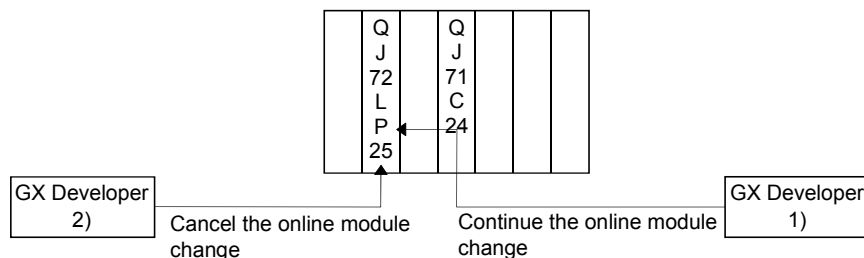 Q
J
72
L
P
25
Q
J
71
C
24
GX Developer
2)
Cancel the online module
change
Continue the online module
change
GX Developer
1)